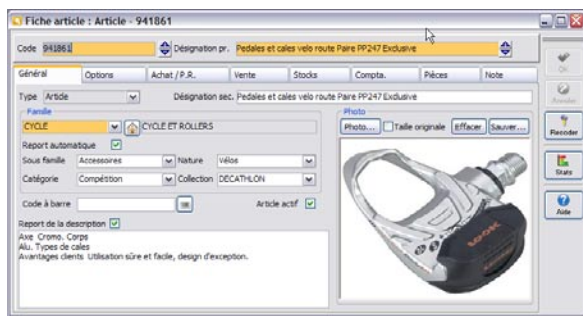 Fiche article : Article - 941861
Code 941861 Désignation pr. Pedales et cales velo route Paire PP247 Exclusive
Général Options Achat / P.R. Vente Stocks Compta. Pièces Note
Type Article Désignation sec. Pedales et cales velo route Paire PP247 Exclusive
Famille Photo
CYCLE CYCLE ET ROLLERS Photo... Taille originale Effacer Sauver...
Report automatique
Sous famille Accessoires Nature Vélos
Catégorie Compétition Collection DECATHLON
Code à barre Article actif
Report de la description
Axe Cromo. Corps
Alu. Types de cales
Avantages clients Utilisation sûre et facile, design d'exception.
LOOK
Ok
Annuler
Recoder
Stats
Aide